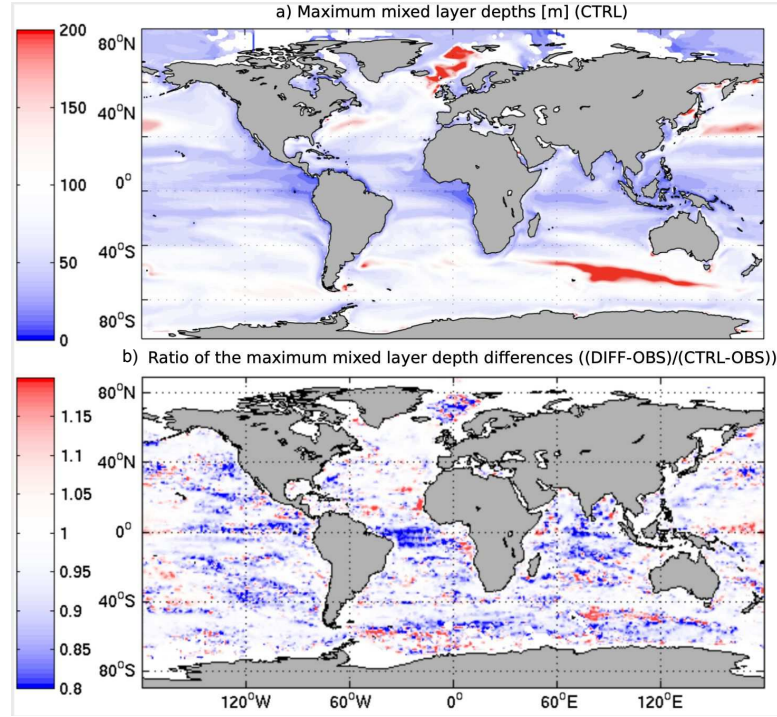 a) Maximum mixed layer depths [m] (CTRL)
200
150
100
50
0
80°N
40°N
0°
40°S
80°S
b) Ratio of the maximum mixed layer depth differences ((DIFF-OBS)/(CTRL-OBS))
1.15
1.1
1.05
1
0.95
0.9
0.85
0.8
80°N
40°N
0°
40°S
80°S
120°W 60°W 0° 60°E 120°E